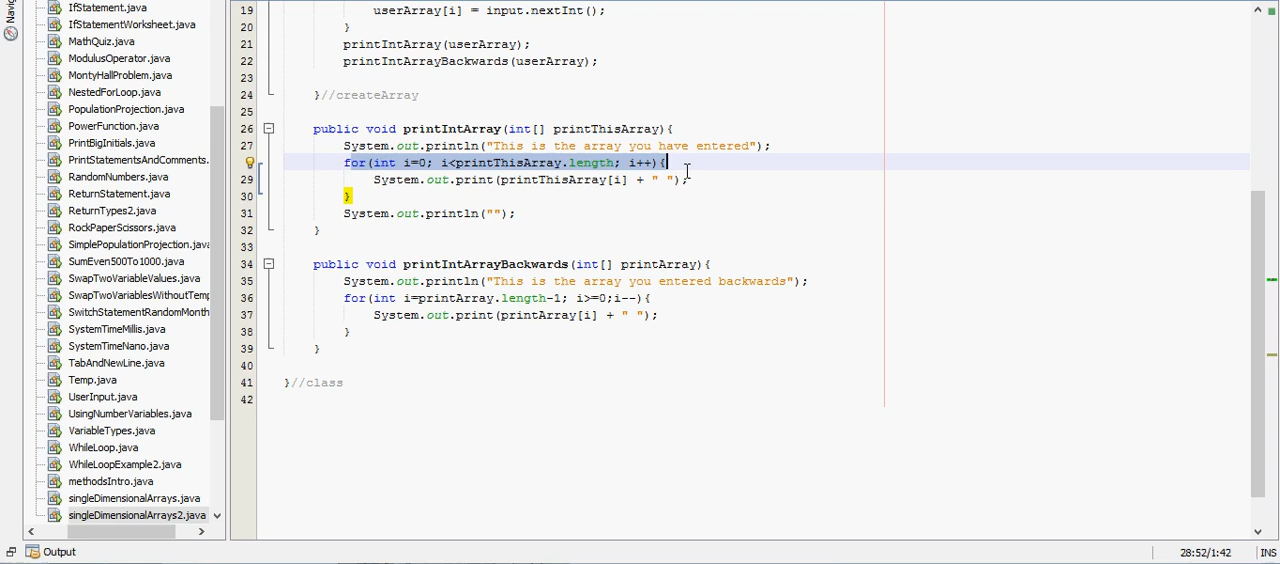 Navig
IfStatement.java
IfStatementWorksheet.java
MathQuiz.java
ModulusOperator.java
MontyHallProblem.java
NestedForLoop.java
PopulationProjection.java
PowerFunction.java
PrintBigInitials.java
PrintStatementsAndComments.
RandomNumbers.java
ReturnStatement.java
ReturnTypes2.java
RockPaperScissors.java
SimplePopulationProjection.java
SumEven500To1000.java
SwapTwoVariableValues.java
SwapTwoVariablesWithoutTemp
SwitchStatementRandomMonth
SystemTimeMillis.java
SystemTimeNano.java
TabAndNewLine.java
Temp.java
UserInput.java
UsingNumberVariables.java
VariableTypes.java
WhileLoop.java
WhileLoopExample2.java
methodsIntro.java
singleDimensionalArrays.java
singleDimensionalArrays2.java
19 userArray[i] = input.nextInt();
20 }
21 printIntArray(userArray);
22 printIntArrayBackwards(userArray);
23
24 }//createArray
25
26 public void printIntArray(int[] printThisArray){
27 System.out.println("This is the array you have entered");
for(int i=0; i<printThisArray.length; i++){
29 System.out.print(printThisArray[i] + " ");
30 }
31 System.out.println("");
32 }
33
34 public void printIntArrayBackwards(int[] printArray){
35 System.out.println("This is the array you entered backwards");
36 for(int i=printArray.length-1; i>=0;i--){
37 System.out.print(printArray[i] + " ");
38 }
39 }
40
41 }//class
42
Output
28:52/1:42 INS